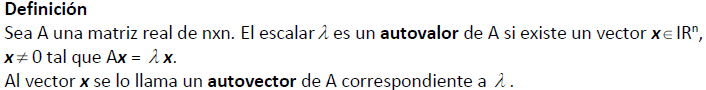 Definición
Sea A una matriz real de nxn. El escalar λ es un autovalor de A si existe un vector x∈IRⁿ,
x≠0 tal que Ax = λ x.
Al vector x se lo llama un autovector de A correspondiente a λ .